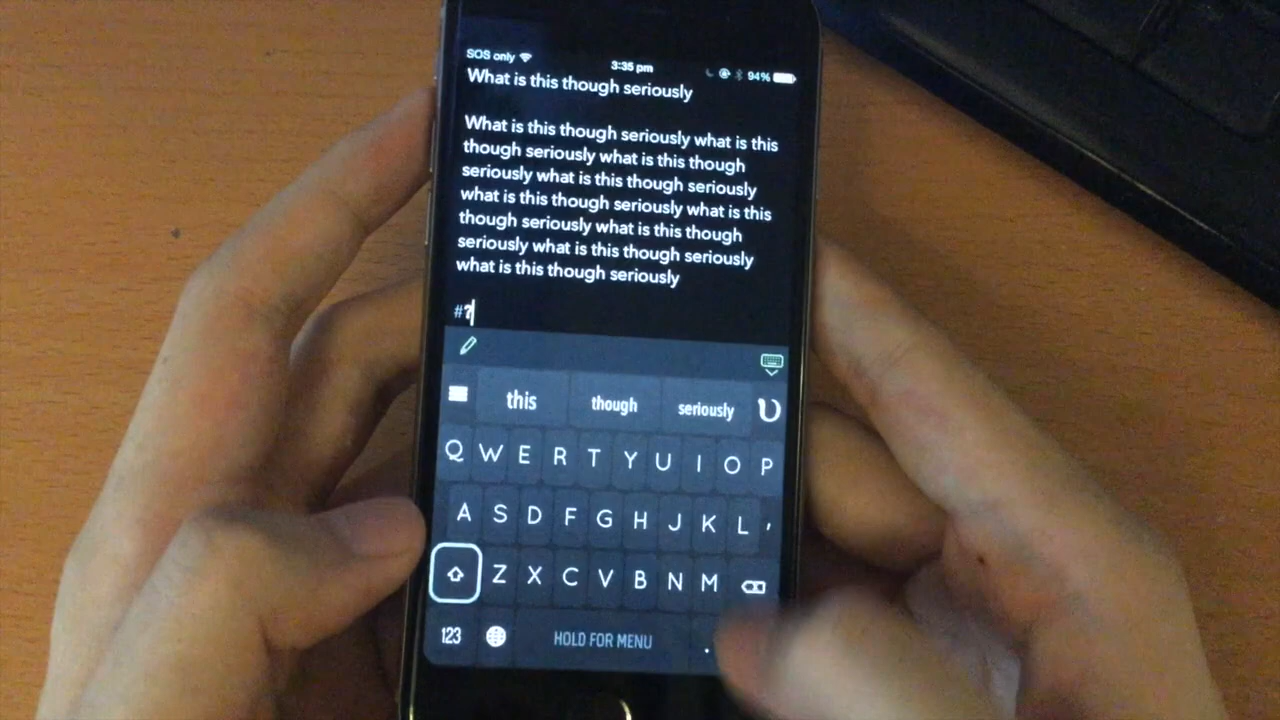 SOS only 3:35 pm 94%
What is this though seriously
What is this though seriously what is this
though seriously what is this though
seriously what is this though seriously
what is this though seriously what is this
though seriously what is this though
seriously what is this though seriously
what is this though seriously
#?
this though seriously
Q W E R T Y U I O P
A S D F G H J K L '
Z X C V B N M
123 HOLD FOR MENU .